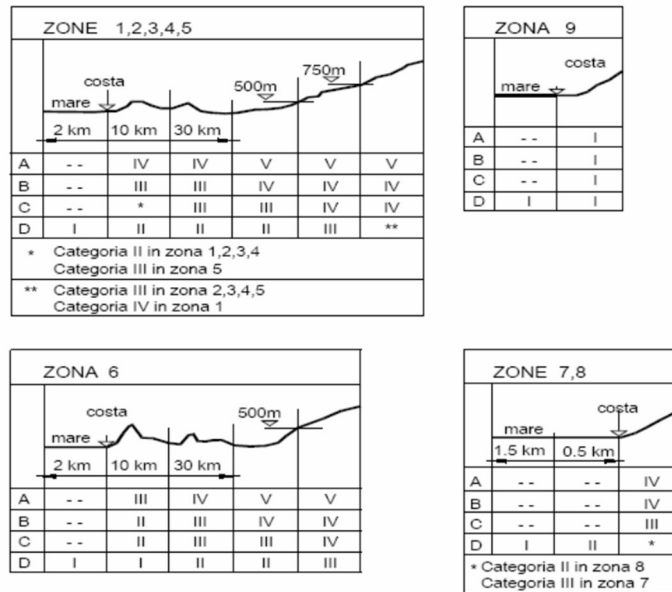 ZONE 1,2,3,4,5
costa
mare
500m
750m
2 km 10 km 30 km
A -- IV IV V V V
B -- III III IV IV IV
C -- * III III IV IV
D I II II II III **
* Categoria II in zona 1,2,3,4
Categoria III in zona 5
** Categoria III in zona 2,3,4,5
Categoria IV in zona 1
ZONA 9
costa
mare
A -- I
B -- I
C -- I
D I I
ZONA 6
costa
mare
500m
2 km 10 km 30 km
A -- III IV V V
B -- II III IV IV
C -- II III III IV
D I I II II III
ZONE 7,8
costa
mare
1.5 km 0.5 km
A -- -- IV
B -- -- IV
C -- -- III
D I II *
* Categoria II in zona 8
Categoria III in zona 7